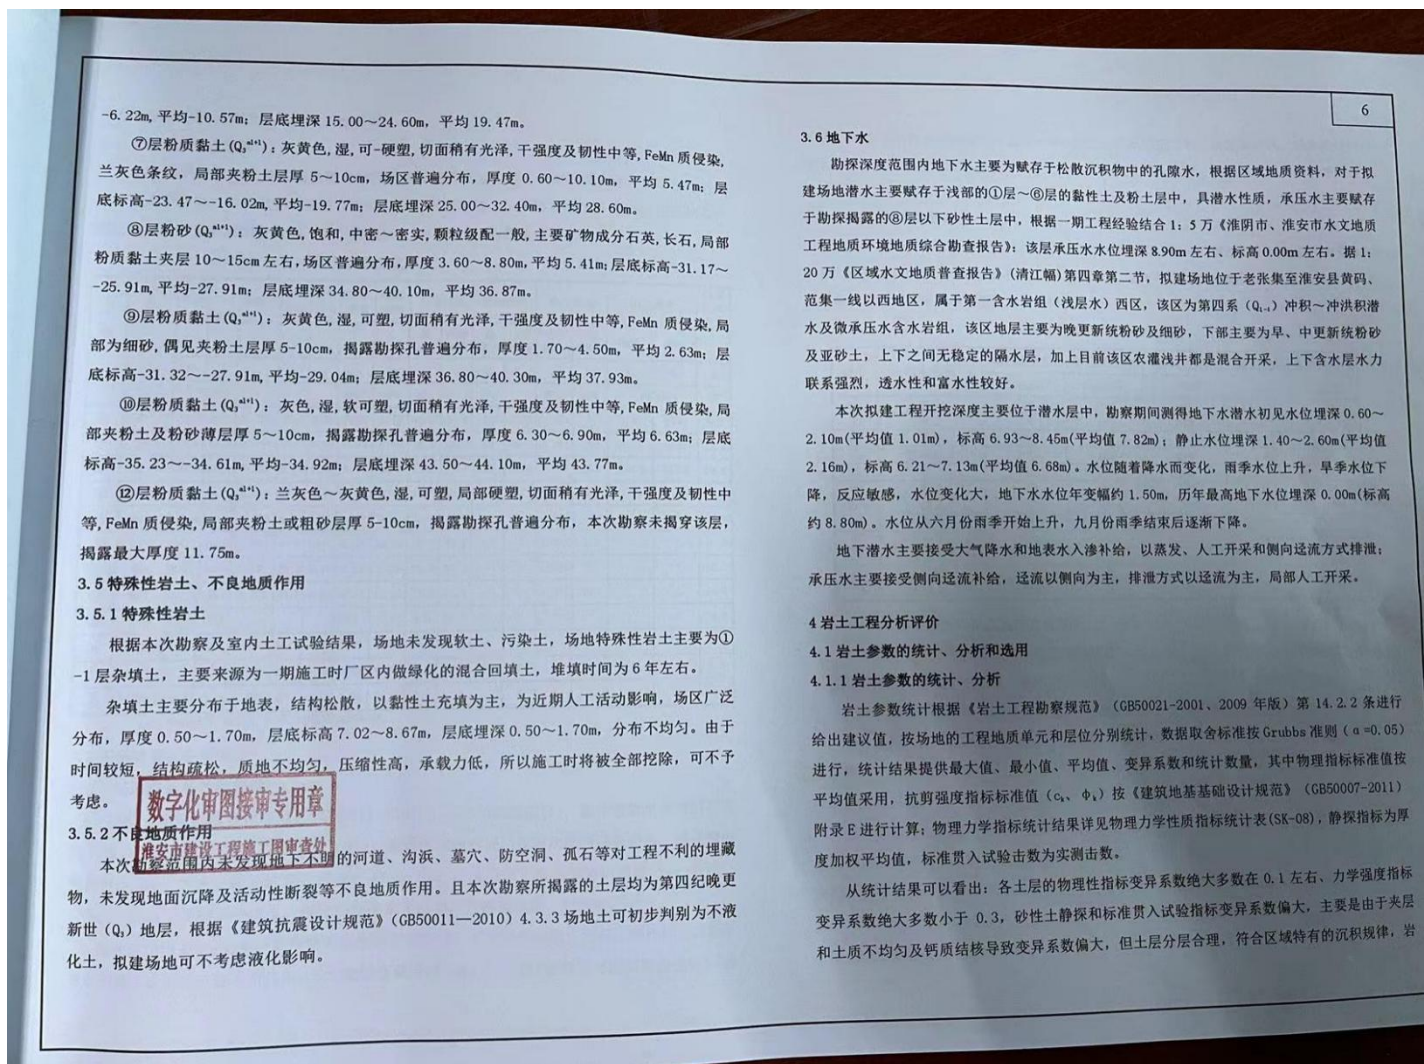 -6.22m,平均-10.57m；层底埋深 15.00～24.60m，平均 19.47m。
⑦层粉质黏土(Q₃ᵃˡ⁺ˡ)：灰黄色,湿,可-硬塑,切面稍有光泽,干强度及韧性中等,FeMn 质侵染,
兰灰色条纹，局部夹粉土层厚 5～10cm，场区普遍分布，厚度 0.60～10.10m，平均 5.47m；层
底标高-23.47～-16.02m,平均-19.77m；层底埋深 25.00～32.40m，平均 28.60m。
⑧层粉砂(Q₃ᵃˡ⁺ˡ)：灰黄色,饱和,中密～密实,颗粒级配一般,主要矿物成分石英,长石,局部
粉质黏土夹层 10～15cm 左右,场区普遍分布,厚度 3.60～8.80m,平均 5.41m;层底标高-31.17～
-25.91m,平均-27.91m；层底埋深 34.80～40.10m，平均 36.87m。
⑨层粉质黏土(Q₃ᵃˡ⁺ˡ)：灰黄色,湿,可塑,切面稍有光泽,干强度及韧性中等,FeMn 质侵染,局
部为细砂,偶见夹粉土层厚 5-10cm，揭露勘探孔普遍分布，厚度 1.70～4.50m，平均 2.63m；层
底标高-31.32～-27.91m,平均-29.04m；层底埋深 36.80～40.30m，平均 37.93m。
⑩层粉质黏土(Q₃ᵃˡ⁺ˡ)：灰色,湿,软可塑,切面稍有光泽,干强度及韧性中等,FeMn 质侵染,局
部夹粉土及粉砂薄层厚 5～10cm，揭露勘探孔普遍分布，厚度 6.30～6.90m，平均 6.63m；层底
标高-35.23～-34.61m,平均-34.92m；层底埋深 43.50～44.10m，平均 43.77m。
⑫层粉质黏土(Q₃ᵃˡ⁺ˡ)：兰灰色～灰黄色,湿,可塑,局部硬塑,切面稍有光泽,干强度及韧性中
等,FeMn 质侵染,局部夹粉土或粗砂层厚 5-10cm，揭露勘探孔普遍分布，本次勘察未揭穿该层，
揭露最大厚度 11.75m。
3.5 特殊性岩土、不良地质作用
3.5.1 特殊性岩土
根据本次勘察及室内土工试验结果，场地未发现软土、污染土，场地特殊性岩土主要为①
-1 层杂填土，主要来源为一期施工时厂区内做绿化的混合回填土，堆填时间为 6 年左右。
杂填土主要分布于地表，结构松散，以黏性土充填为主，为近期人工活动影响，场区广泛
分布，厚度 0.50～1.70m，层底标高 7.02～8.67m，层底埋深 0.50～1.70m，分布不均匀。由于
时间较短，结构疏松，质地不均匀，压缩性高，承载力低，所以施工时将被全部挖除，可不予
考虑。
数字化审图接审专用章
淮安市建设工程施工图审查处
3.5.2 不良地质作用
本次勘察范围内未发现地下不明的河道、沟浜、墓穴、防空洞、孤石等对工程不利的埋藏
物，未发现地面沉降及活动性断裂等不良地质作用。且本次勘察所揭露的土层均为第四纪晚更
新世（Q₃）地层，根据《建筑抗震设计规范》（GB50011—2010）4.3.3 场地土可初步判别为不液
化土，拟建场地可不考虑液化影响。
6
3.6 地下水
勘探深度范围内地下水主要为赋存于松散沉积物中的孔隙水，根据区域地质资料，对于拟
建场地潜水主要赋存于浅部的①层～⑥层的黏性土及粉土层中，具潜水性质，承压水主要赋存
于勘探揭露的⑧层以下砂性土层中，根据一期工程经验结合 1：5 万《淮阴市、淮安市水文地质
工程地质环境地质综合勘查报告》：该层承压水水位埋深 8.90m 左右、标高 0.00m 左右。据 1：
20 万《区域水文地质普查报告》(清江幅)第四章第二节，拟建场地位于老张集至淮安县黄码、
范集一线以西地区，属于第一含水岩组（浅层水）西区，该区为第四系（Q₁₋₃）冲积～冲洪积潜
水及微承压水含水岩组，该区地层主要为晚更新统粉砂及细砂，下部主要为早、中更新统粉砂
及亚砂土，上下之间无稳定的隔水层，加上目前该区农灌浅井都是混合开采，上下含水层水力
联系强烈，透水性和富水性较好。
本次拟建工程开挖深度主要位于潜水层中，勘察期间测得地下水潜水初见水位埋深 0.60～
2.10m(平均值 1.01m)，标高 6.93～8.45m(平均值 7.82m)；静止水位埋深 1.40～2.60m(平均值
2.16m)，标高 6.21～7.13m(平均值 6.68m)。水位随着降水而变化，雨季水位上升，旱季水位下
降，反应敏感，水位变化大，地下水水位年变幅约 1.50m，历年最高地下水位埋深 0.00m(标高
约 8.80m)。水位从六月份雨季开始上升，九月份雨季结束后逐渐下降。
地下潜水主要接受大气降水和地表水入渗补给，以蒸发、人工开采和侧向迳流方式排泄；
承压水主要接受侧向迳流补给，迳流以侧向为主，排泄方式以迳流为主，局部人工开采。
4 岩土工程分析评价
4.1 岩土参数的统计、分析和选用
4.1.1 岩土参数的统计、分析
岩土参数统计根据《岩土工程勘察规范》（GB50021-2001、2009 年版）第 14.2.2 条进行
给出建议值，按场地的工程地质单元和层位分别统计，数据取舍标准按 Grubbs 准则（α=0.05）
进行，统计结果提供最大值、最小值、平均值、变异系数和统计数量，其中物理指标标准值按
平均值采用，抗剪强度指标标准值（cₖ、φₖ）按《建筑地基基础设计规范》（GB50007-2011）
附录 E 进行计算；物理力学指标统计结果详见物理力学性质指标统计表(SK-08)，静探指标为厚
度加权平均值，标准贯入试验击数为实测击数。
从统计结果可以看出：各土层的物理性指标变异系数绝大多数在 0.1 左右、力学强度指标
变异系数绝大多数小于 0.3，砂性土静探和标准贯入试验指标变异系数偏大，主要是由于夹层
和土质不均匀及钙质结核导致变异系数偏大，但土层分层合理，符合区域特有的沉积规律，岩